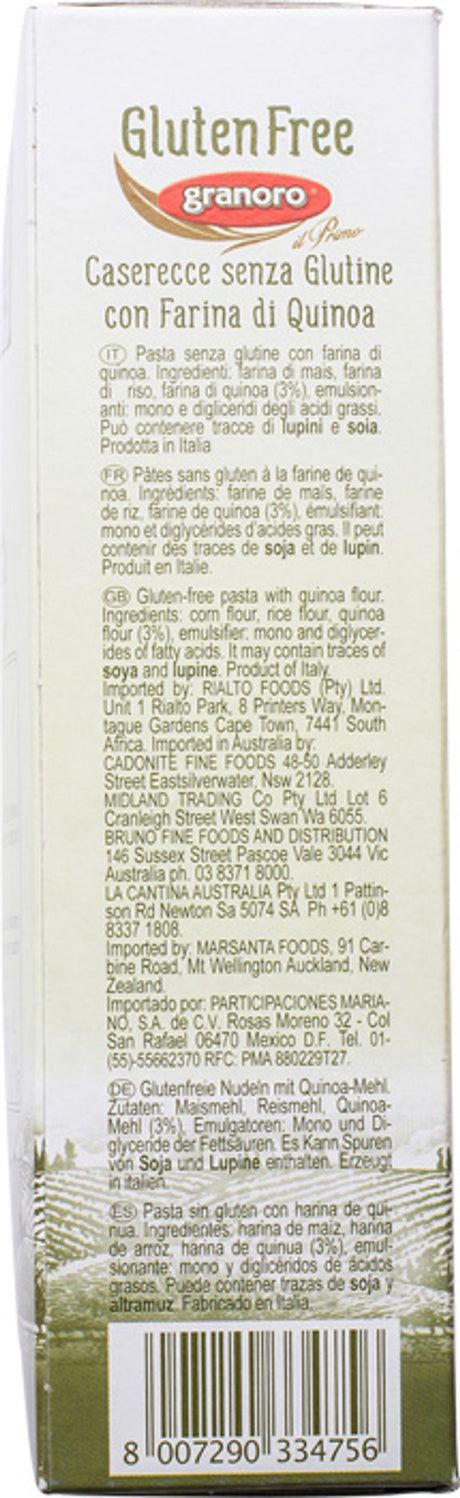 Gluten Free
granoro
il Primo
Caserecce senza Glutine
con Farina di Quinoa
IT Pasta senza glutine con farina di
quinoa. Ingredienti: farina di mais, farina
di riso, farina di quinoa (3%), emulsion-
anti: mono e digliceridi degli acidi grassi.
Può contenere tracce di lupini e soia.
Prodotta in Italia
FR Pâtes sans gluten à la farine de qui-
noa. Ingrédients: farine de maïs, farine
de riz, farine de quinoa (3%), émulsifiant:
mono et diglycérides d'acides gras. Il peut
contenir des traces de soja et de lupin.
Produit en Italie.
GB Gluten-free pasta with quinoa flour.
Ingredients: corn flour, rice flour, quinoa
flour (3%), emulsifier: mono and diglycer-
ides of fatty acids. It may contain traces of
soya and lupine. Product of Italy.
Imported by: RIALTO FOODS (Pty) Ltd.
Unit 1 Rialto Park, 8 Printers Way, Mon-
tague Gardens Cape Town, 7441 South
Africa. Imported in Australia by:
CADONITE FINE FOODS 48-50 Adderley
Street Eastsilverwater, Nsw 2128.
MIDLAND TRADING Co Pty Ltd Lot 6
Cranleigh Street West Swan Wa 6055.
BRUNO FINE FOODS AND DISTRIBUTION
146 Sussex Street Pascoe Vale 3044 Vic
Australia ph. 03 8371 8000.
LA CANTINA AUSTRALIA Pty Ltd 1 Pattin-
son Rd Newton Sa 5074 SA Ph +61 (0)8
8337 1808.
Imported by: MARSANTA FOODS, 91 Car-
bine Road, Mt Wellington Auckland, New
Zealand.
Importado por: PARTICIPACIONES MARIA-
NO, S.A. de C.V. Rosas Moreno 32 - Col
San Rafael 06470 Mexico D.F. Tel. 01-
(55)-55662370 RFC: PMA 880229T27.
DE Glutenfreie Nudeln mit Quinoa-Mehl.
Zutaten: Maismehl, Reismehl, Quinoa-
Mehl (3%), Emulgatoren: Mono und Di-
glyceride der Fettsäuren. Es Kann Spuren
von Soja und Lupine enthalten. Erzeugt
in italien.
ES Pasta sin gluten con harina de qui-
nua. Ingredientes: harina de maíz, harina
de arroz, harina de quinua (3%), emul-
sionante: mono y diglicéridos de ácidos
grasos. Puede contener trazas de soja y
altramuz. Fabricado en Italia.
8 007290 334756